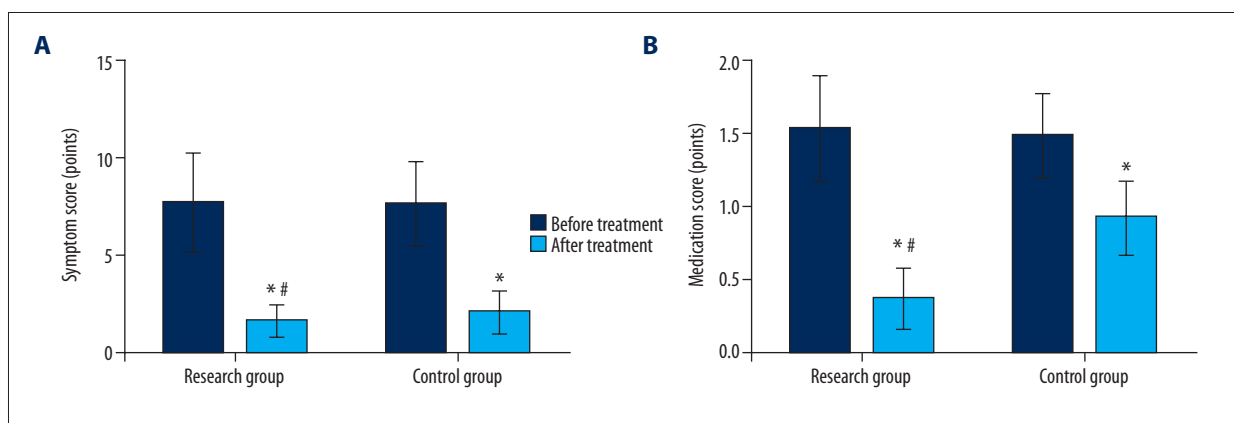 A
Symptom score (points)
15
10
5
0
* #
*
Research group
Control group
Before treatment
After treatment
B
Medication score (points)
2.0
1.5
1.0
0.5
0.0
* #
*
Research group
Control group